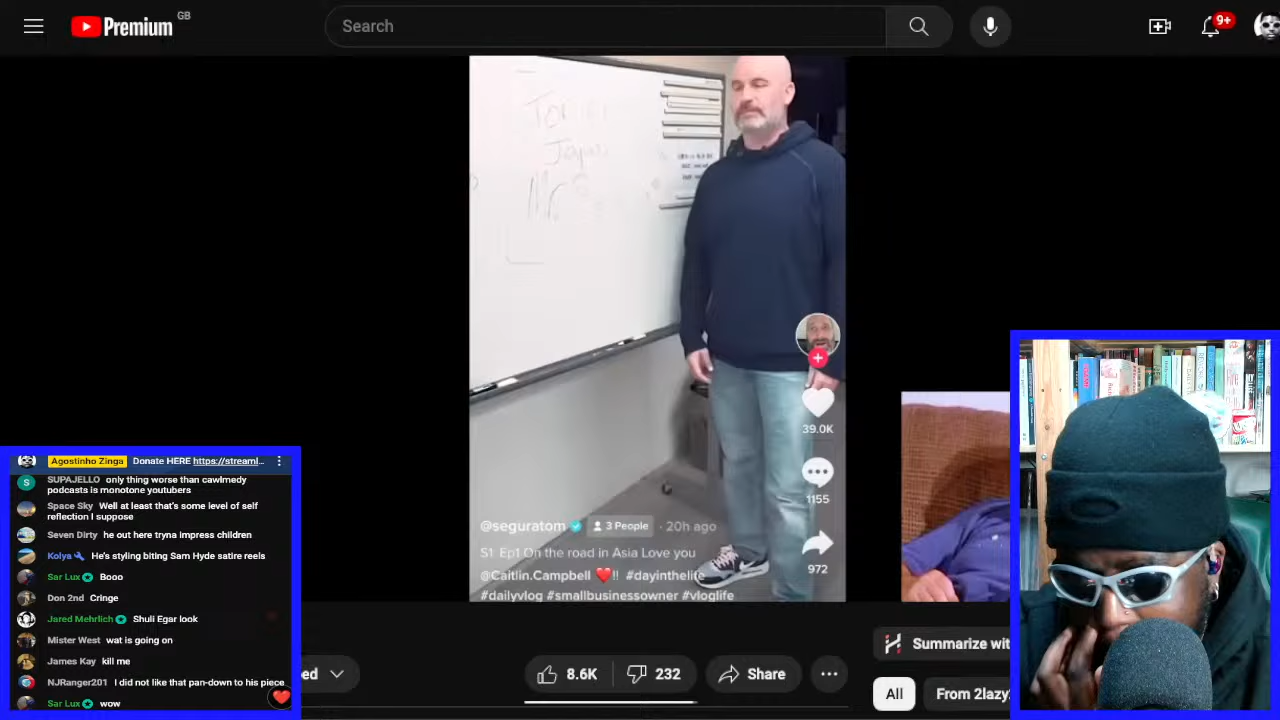 Premium GB
Search
9+
39.0K
1155
972
@seguratom 3 People · 20h ago
S1 Ep1 On the road in Asia Love you
@Caitlin.Campbell ❤️!! #dayinthelife
#dailyvlog #smallbusinessowner #vloglife
Agostinho Zinga Donate HERE https://streaml...
SUPAJELLO only thing worse than cawlmedy
podcasts is monotone youtubers
Space Sky Well at least that's some level of self
reflection I suppose
Seven Dirty he out here tryna impress children
Kolya He's styling biting Sam Hyde satire reels
Sar Lux Booo
Don 2nd Cringe
Jared Mehrlich Shuli Egar look
Mister West wat is going on
James Kay kill me
NJRanger201 I did not like that pan-down to his piece
Sar Lux wow
ed
8.6K
232
Share
Summarize wit
All
From 2lazy